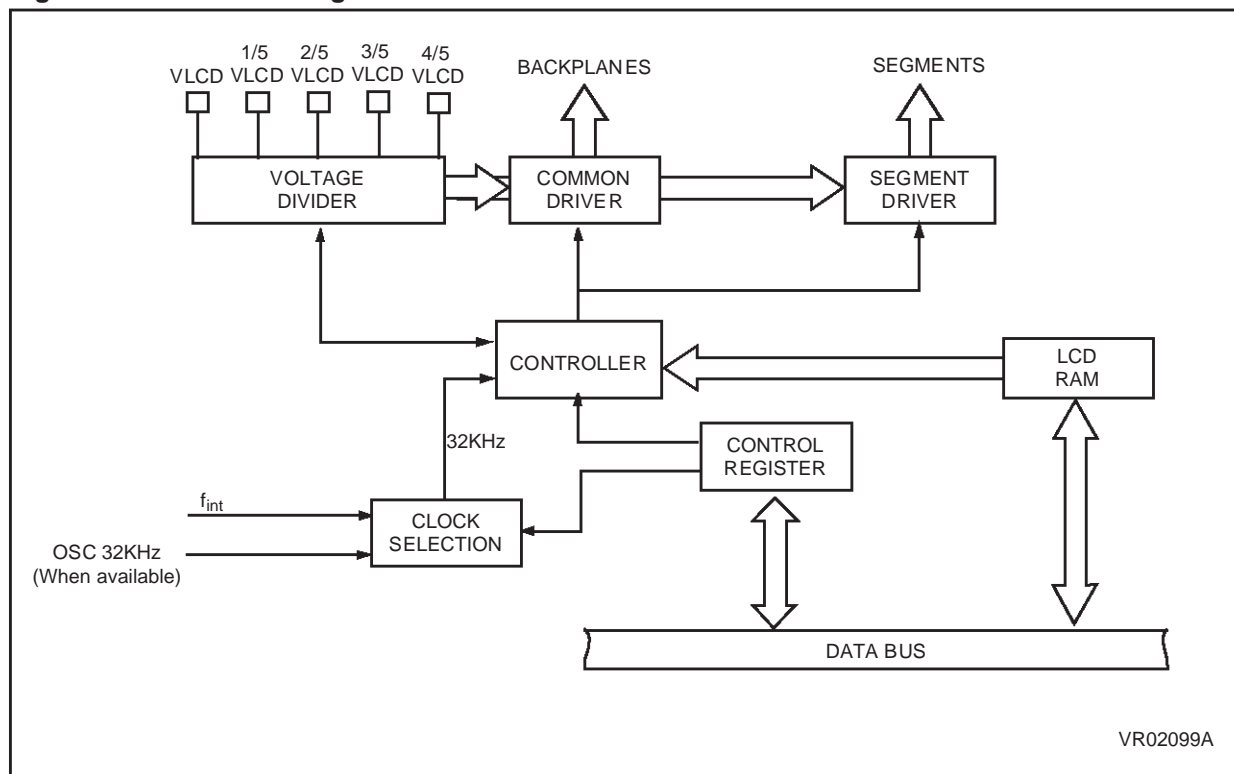 1/5 2/5 3/5 4/5
VLCD VLCD VLCD VLCD VLCD
BACKPLANES
SEGMENTS
VOLTAGE
DIVIDER
COMMON
DRIVER
SEGMENT
DRIVER
CONTROLLER
LCD
RAM
32KHz
CONTROL
REGISTER
fint
CLOCK
SELECTION
OSC 32KHz
(When available)
DATA BUS
VR02099A